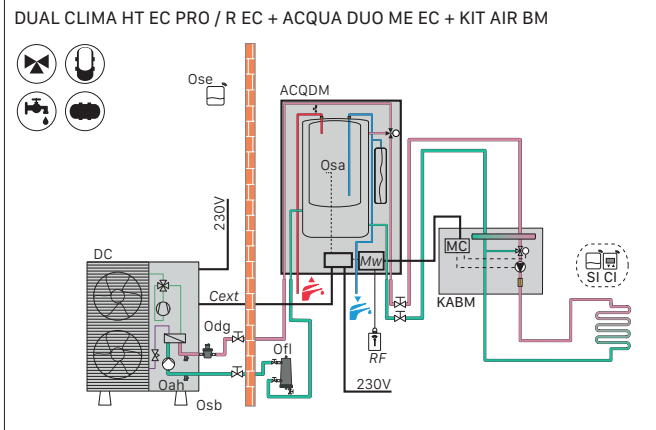 DUAL CLIMA HT EC PRO / R EC + ACQUA DUO ME EC + KIT AIR BM
Ose
ACQDM
Osa
230V
DC
MC
SI CI
Mw
Cext
KABM
Odg
Ofl
RF
Oah
230V
Osb